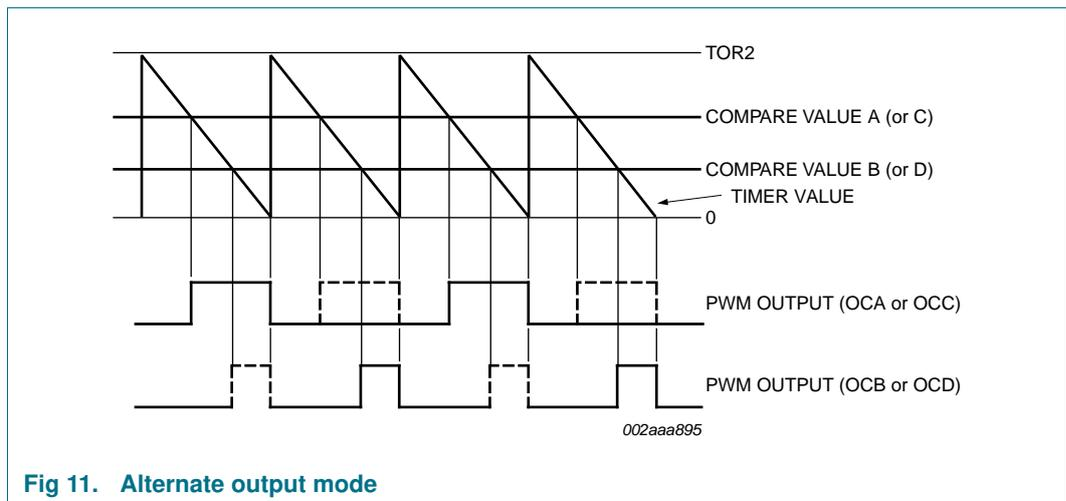 TOR2
COMPARE VALUE A (or C)
COMPARE VALUE B (or D)
TIMER VALUE
0
PWM OUTPUT (OCA or OCC)
PWM OUTPUT (OCB or OCD)
002aaa895
Fig 11. Alternate output mode